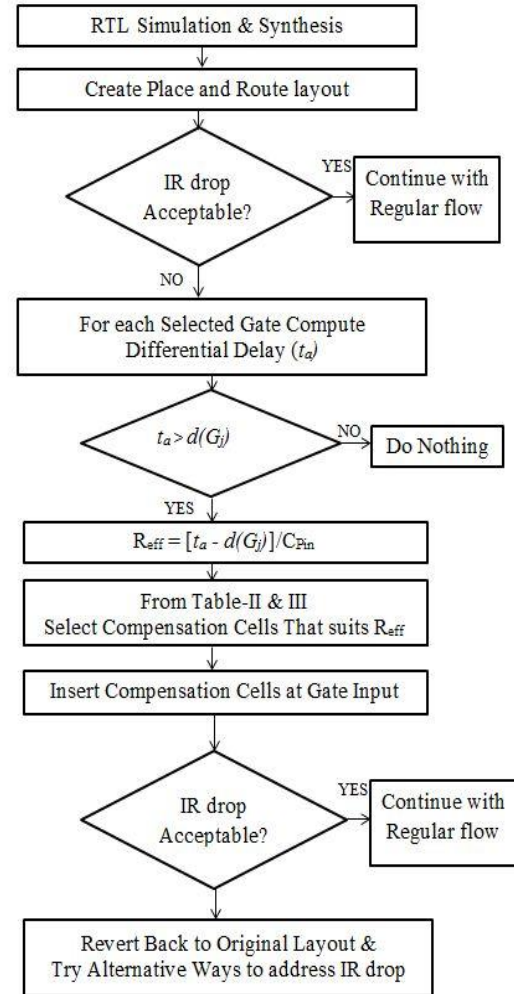 RTL Simulation & Synthesis
Create Place and Route layout
IR drop
Acceptable?
YES
Continue with
Regular flow
NO
For each Selected Gate Compute
Differential Delay (ta)
ta > d(Gj)
NO
Do Nothing
YES
Reff = [ta - d(Gj)]/CPin
From Table-II & III
Select Compensation Cells That suits Reff
Insert Compensation Cells at Gate Input
IR drop
Acceptable?
YES
Continue with
Regular flow
NO
Revert Back to Original Layout &
Try Alternative Ways to address IR drop